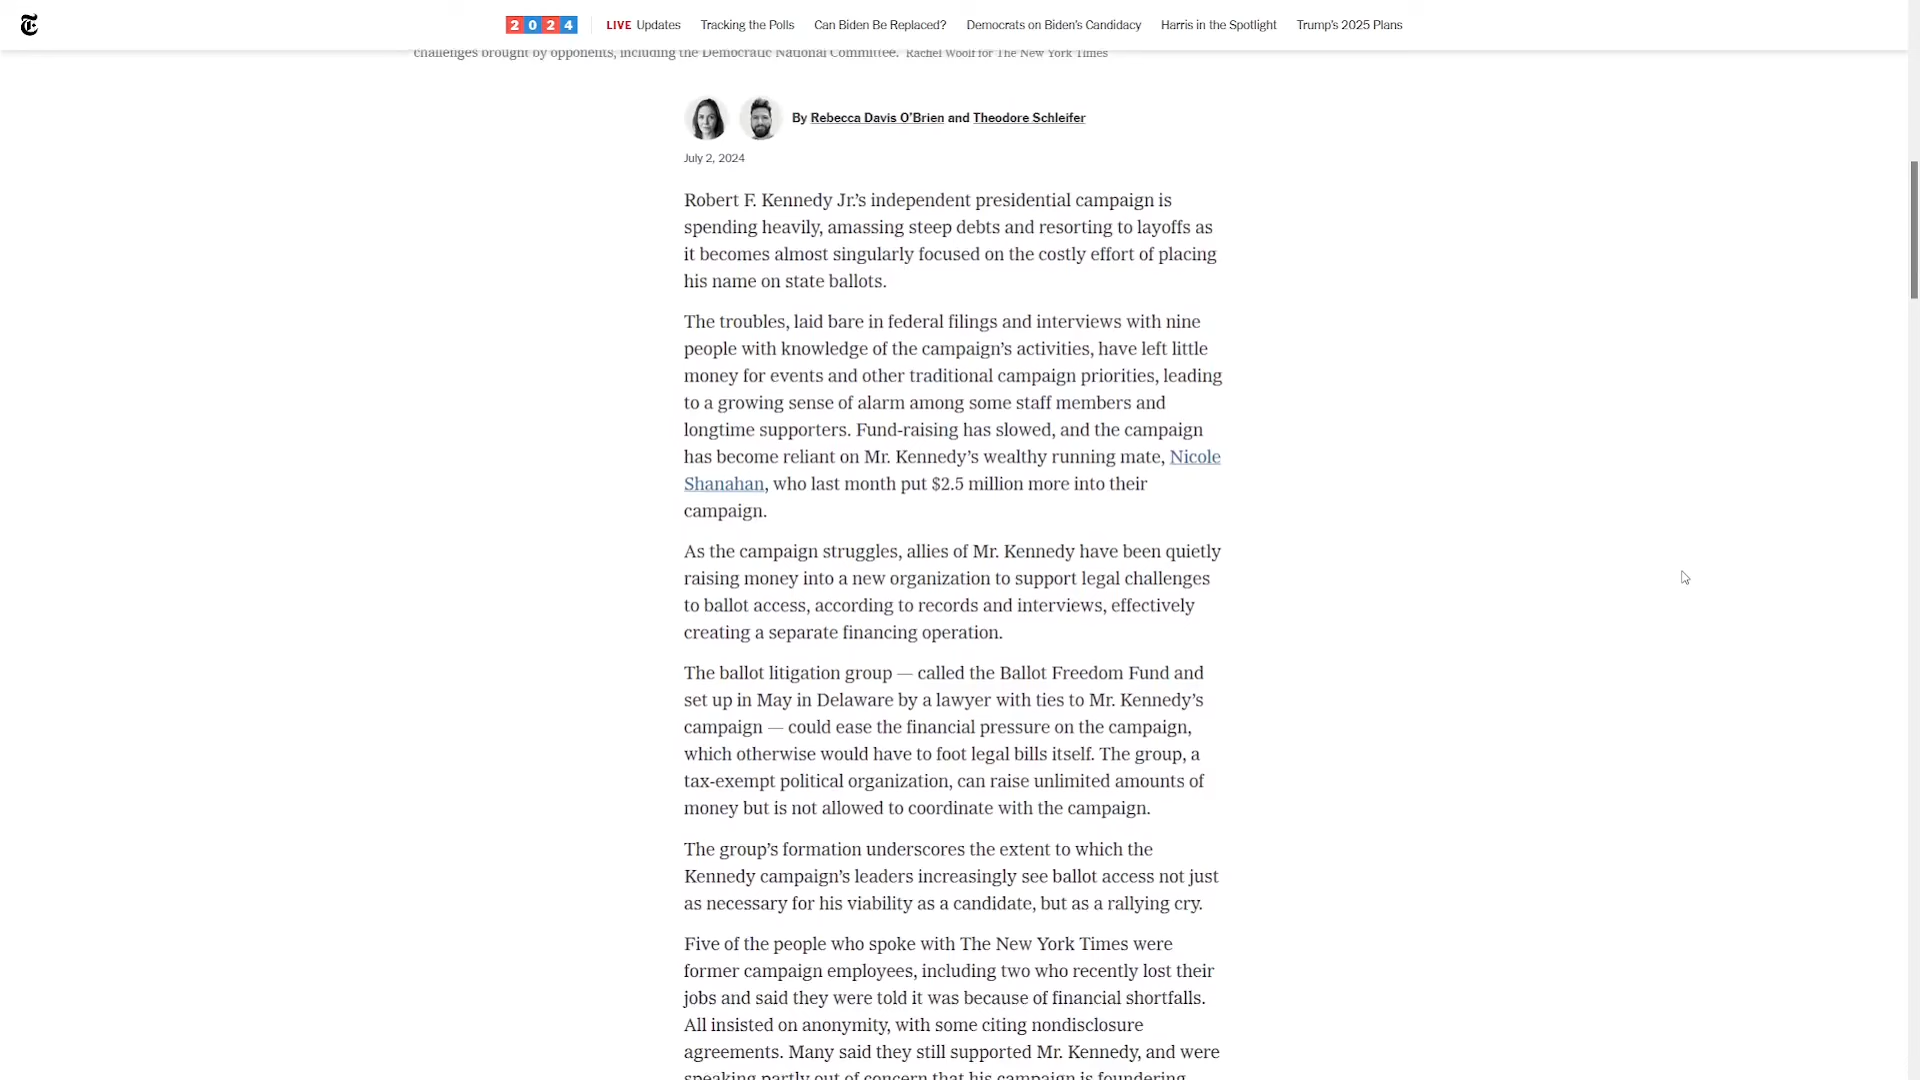 T
2024 LIVE Updates Tracking the Polls Can Biden Be Replaced? Democrats on Biden's Candidacy Harris in the Spotlight Trump's 2025 Plans
challenges brought by opponents, including the Democratic National Committee. Rachel Woolf for The New York Times
By Rebecca Davis O’Brien and Theodore Schleifer
July 2, 2024
Robert F. Kennedy Jr.’s independent presidential campaign is
spending heavily, amassing steep debts and resorting to layoffs as
it becomes almost singularly focused on the costly effort of placing
his name on state ballots.
The troubles, laid bare in federal filings and interviews with nine
people with knowledge of the campaign’s activities, have left little
money for events and other traditional campaign priorities, leading
to a growing sense of alarm among some staff members and
longtime supporters. Fund-raising has slowed, and the campaign
has become reliant on Mr. Kennedy’s wealthy running mate, Nicole
Shanahan, who last month put $2.5 million more into their
campaign.
As the campaign struggles, allies of Mr. Kennedy have been quietly
raising money into a new organization to support legal challenges
to ballot access, according to records and interviews, effectively
creating a separate financing operation.
The ballot litigation group — called the Ballot Freedom Fund and
set up in May in Delaware by a lawyer with ties to Mr. Kennedy’s
campaign — could ease the financial pressure on the campaign,
which otherwise would have to foot legal bills itself. The group, a
tax-exempt political organization, can raise unlimited amounts of
money but is not allowed to coordinate with the campaign.
The group’s formation underscores the extent to which the
Kennedy campaign’s leaders increasingly see ballot access not just
as necessary for his viability as a candidate, but as a rallying cry.
Five of the people who spoke with The New York Times were
former campaign employees, including two who recently lost their
jobs and said they were told it was because of financial shortfalls.
All insisted on anonymity, with some citing nondisclosure
agreements. Many said they still supported Mr. Kennedy, and were
speaking partly out of concern that his campaign is foundering